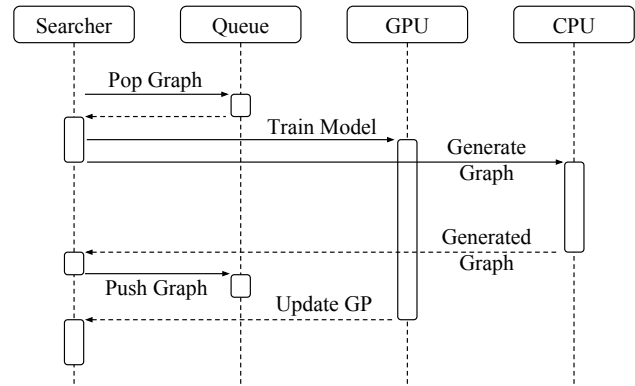 Searcher
Queue
GPU
CPU
Pop Graph
Train Model
Generate
Graph
Generated
Graph
Push Graph
Update GP